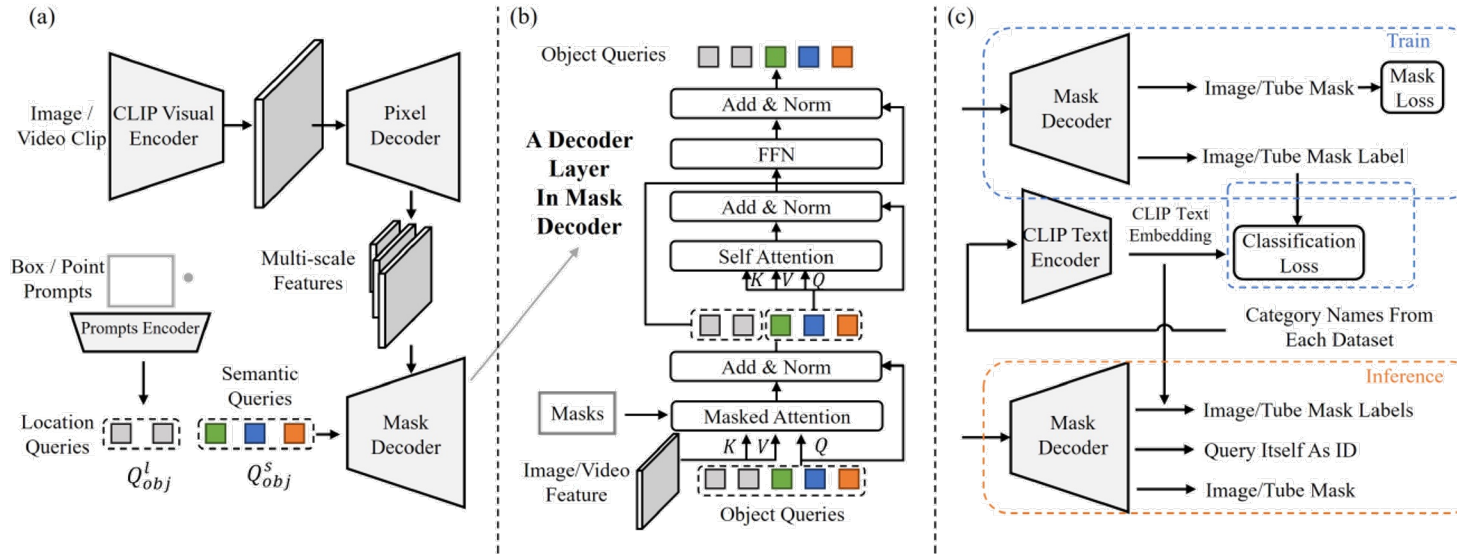 (a)
Image /
Video Clip
CLIP Visual
Encoder
Pixel
Decoder
Multi-scale
Features
Box / Point
Prompts
Prompts Encoder
Semantic
Queries
Location
Queries
Q^l_obj
Q^s_obj
Mask
Decoder
(b)
Object Queries
Add & Norm
FFN
A Decoder
Layer
In Mask
Decoder
Add & Norm
Self Attention
K V Q
Add & Norm
Masks
Masked Attention
K V Q
Image/Video
Feature
Object Queries
(c)
Train
Mask
Decoder
Image/Tube Mask
Mask
Loss
Image/Tube Mask Label
CLIP Text
Encoder
CLIP Text
Embedding
Classification
Loss
Category Names From
Each Dataset
Inference
Mask
Decoder
Image/Tube Mask Labels
Query Itself As ID
Image/Tube Mask